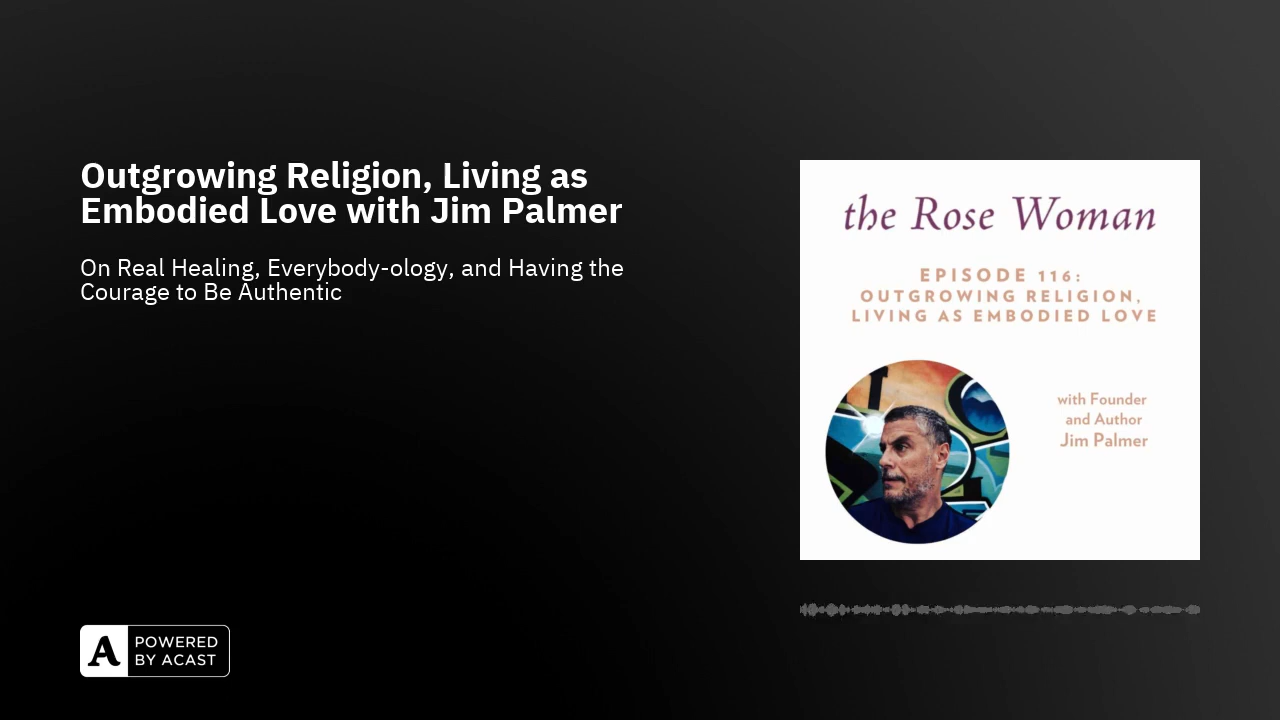 Outgrowing Religion, Living as
Embodied Love with Jim Palmer
On Real Healing, Everybody-ology, and Having the
Courage to Be Authentic
the Rose Woman
EPISODE 116:
OUTGROWING RELIGION,
LIVING AS EMBODIED LOVE
with Founder
and Author
Jim Palmer
A POWERED
BY ACAST